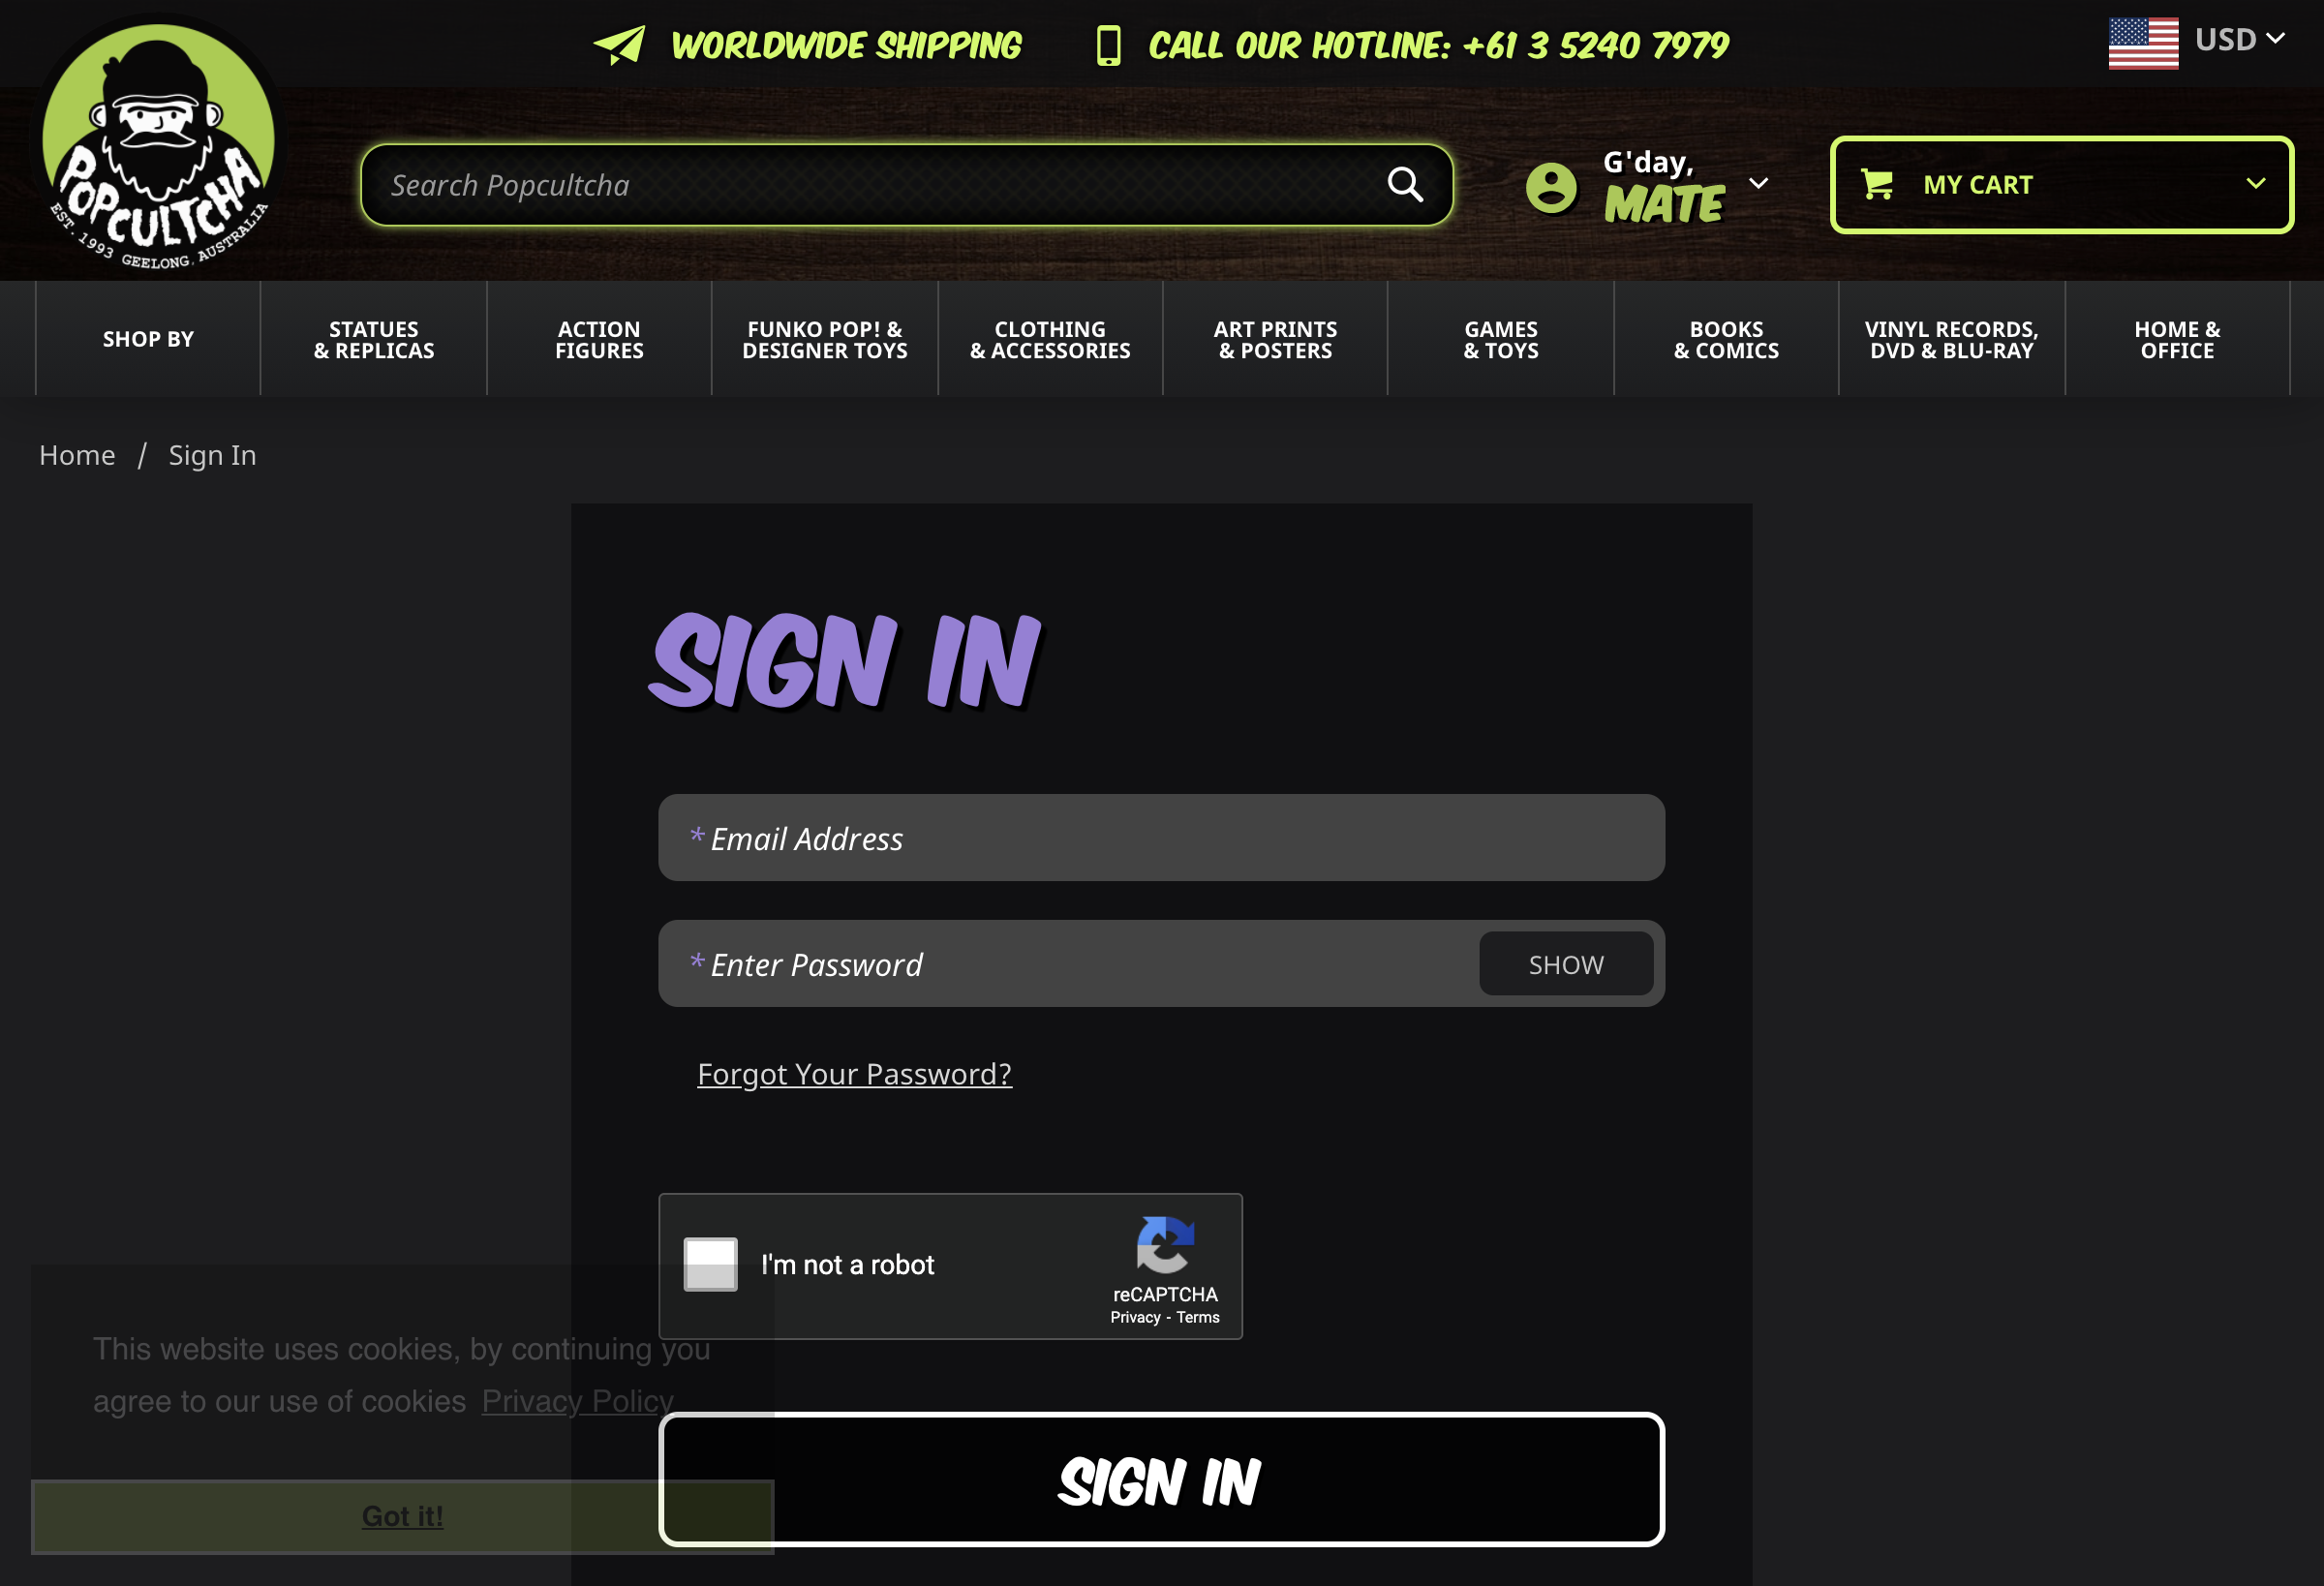 WORLDWIDE SHIPPING
CALL OUR HOTLINE: +61 3 5240 7979
USD
POPCULTCHA
EST. 1993 GEELONG, AUSTRALIA
Search Popcultcha
G'day,
MATE
MY CART
SHOP BY
STATUES
& REPLICAS
ACTION
FIGURES
FUNKO POP! &
DESIGNER TOYS
CLOTHING
& ACCESSORIES
ART PRINTS
& POSTERS
GAMES
& TOYS
BOOKS
& COMICS
VINYL RECORDS,
DVD & BLU-RAY
HOME &
OFFICE
Home / Sign In
SIGN IN
* Email Address
* Enter Password
SHOW
Forgot Your Password?
I'm not a robot
reCAPTCHA
Privacy - Terms
This website uses cookies, by continuing you
agree to our use of cookies Privacy Policy
Got it!
SIGN IN